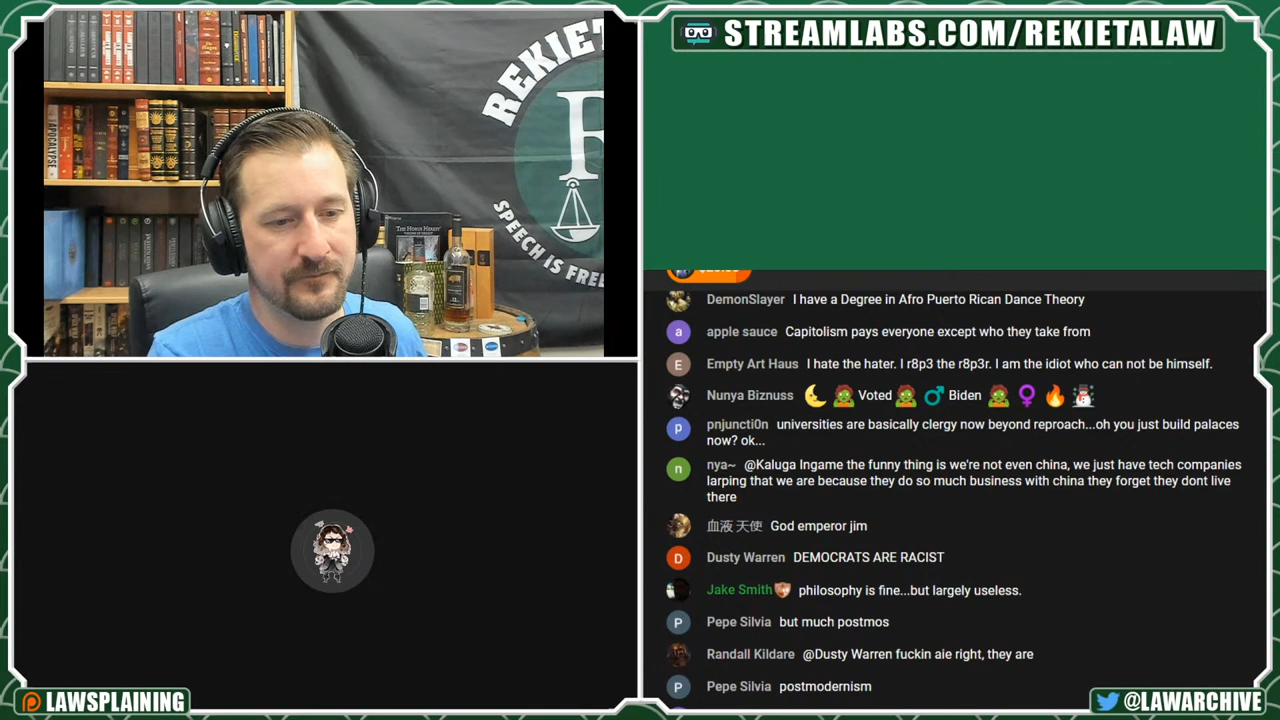 STREAMLABS.COM/REKIETALAW
REKIET
R
SPEECH IS FREE
APOCALYPSE
THE HORUS HERESY
DemonSlayer I have a Degree in Afro Puerto Rican Dance Theory
apple sauce Capitolism pays everyone except who they take from
Empty Art Haus I hate the hater. I r8p3 the r8p3r. I am the idiot who can not be himself.
Nunya Biznuss 🌜🧟 Voted 🧟♂ Biden 🧟♀🔥☃
pnjuncti0n universities are basically clergy now beyond reproach...oh you just build palaces
now? ok...
nya~ @Kaluga Ingame the funny thing is we're not even china, we just have tech companies
larping that we are because they do so much business with china they forget they dont live
there
血液 天使 God emperor jim
Dusty Warren DEMOCRATS ARE RACIST
Jake Smith philosophy is fine...but largely useless.
Pepe Silvia but much postmos
Randall Kildare @Dusty Warren fuckin aie right, they are
Pepe Silvia postmodernism
LAWSPLAINING
@LAWARCHIVE